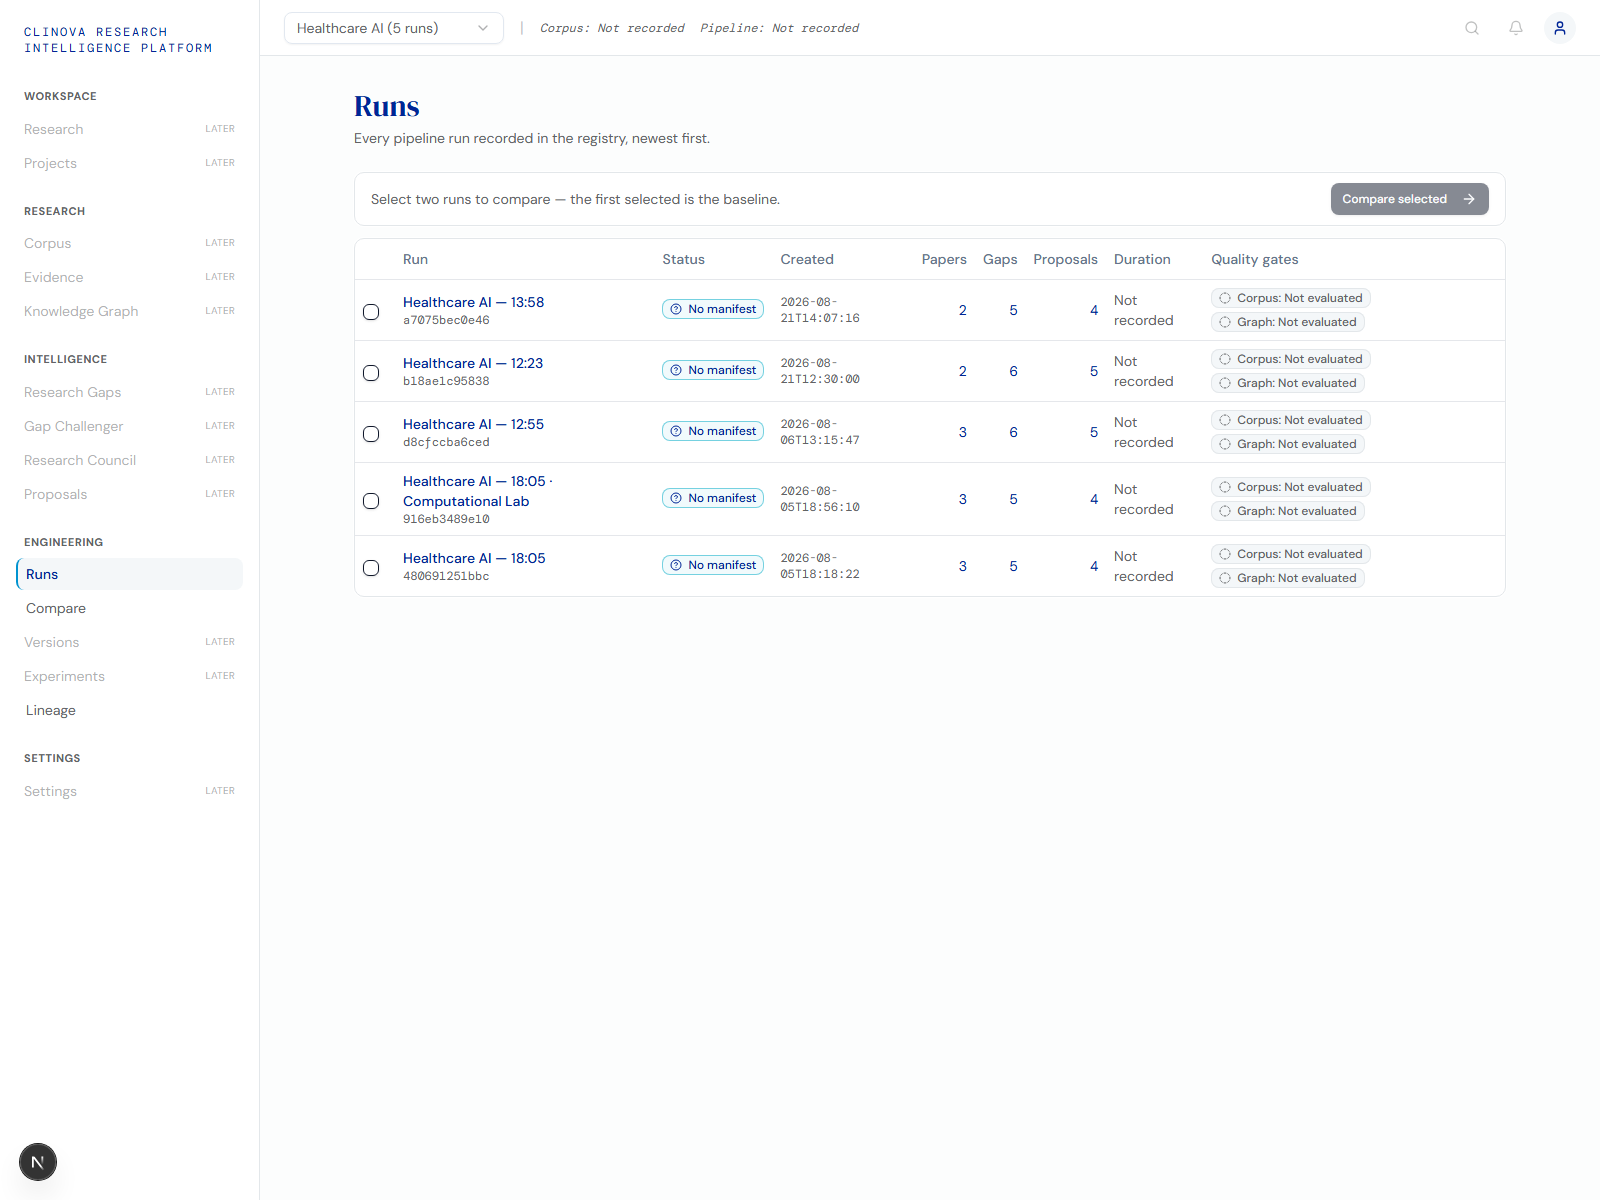 CLINOVA RESEARCH
INTELLIGENCE PLATFORM
WORKSPACE
Research LATER
Projects LATER
RESEARCH
Corpus LATER
Evidence LATER
Knowledge Graph LATER
INTELLIGENCE
Research Gaps LATER
Gap Challenger LATER
Research Council LATER
Proposals LATER
ENGINEERING
Runs
Compare
Versions LATER
Experiments LATER
Lineage
SETTINGS
Settings LATER
N
Healthcare AI (5 runs) | Corpus: Not recorded Pipeline: Not recorded
Runs
Every pipeline run recorded in the registry, newest first.
Select two runs to compare — the first selected is the baseline. Compare selected
Run Status Created Papers Gaps Proposals Duration Quality gates
Healthcare AI — 13:58
a7075bec0e46
No manifest
2026-08-
21T14:07:16
2 5 4
Not
recorded
Corpus: Not evaluated
Graph: Not evaluated
Healthcare AI — 12:23
b18ae1c95838
No manifest
2026-08-
21T12:30:00
2 6 5
Not
recorded
Corpus: Not evaluated
Graph: Not evaluated
Healthcare AI — 12:55
d8cfccba6ced
No manifest
2026-08-
06T13:15:47
3 6 5
Not
recorded
Corpus: Not evaluated
Graph: Not evaluated
Healthcare AI — 18:05 ·
Computational Lab
916eb3489e10
No manifest
2026-08-
05T18:56:10
3 5 4
Not
recorded
Corpus: Not evaluated
Graph: Not evaluated
Healthcare AI — 18:05
480691251bbc
No manifest
2026-08-
05T18:18:22
3 5 4
Not
recorded
Corpus: Not evaluated
Graph: Not evaluated